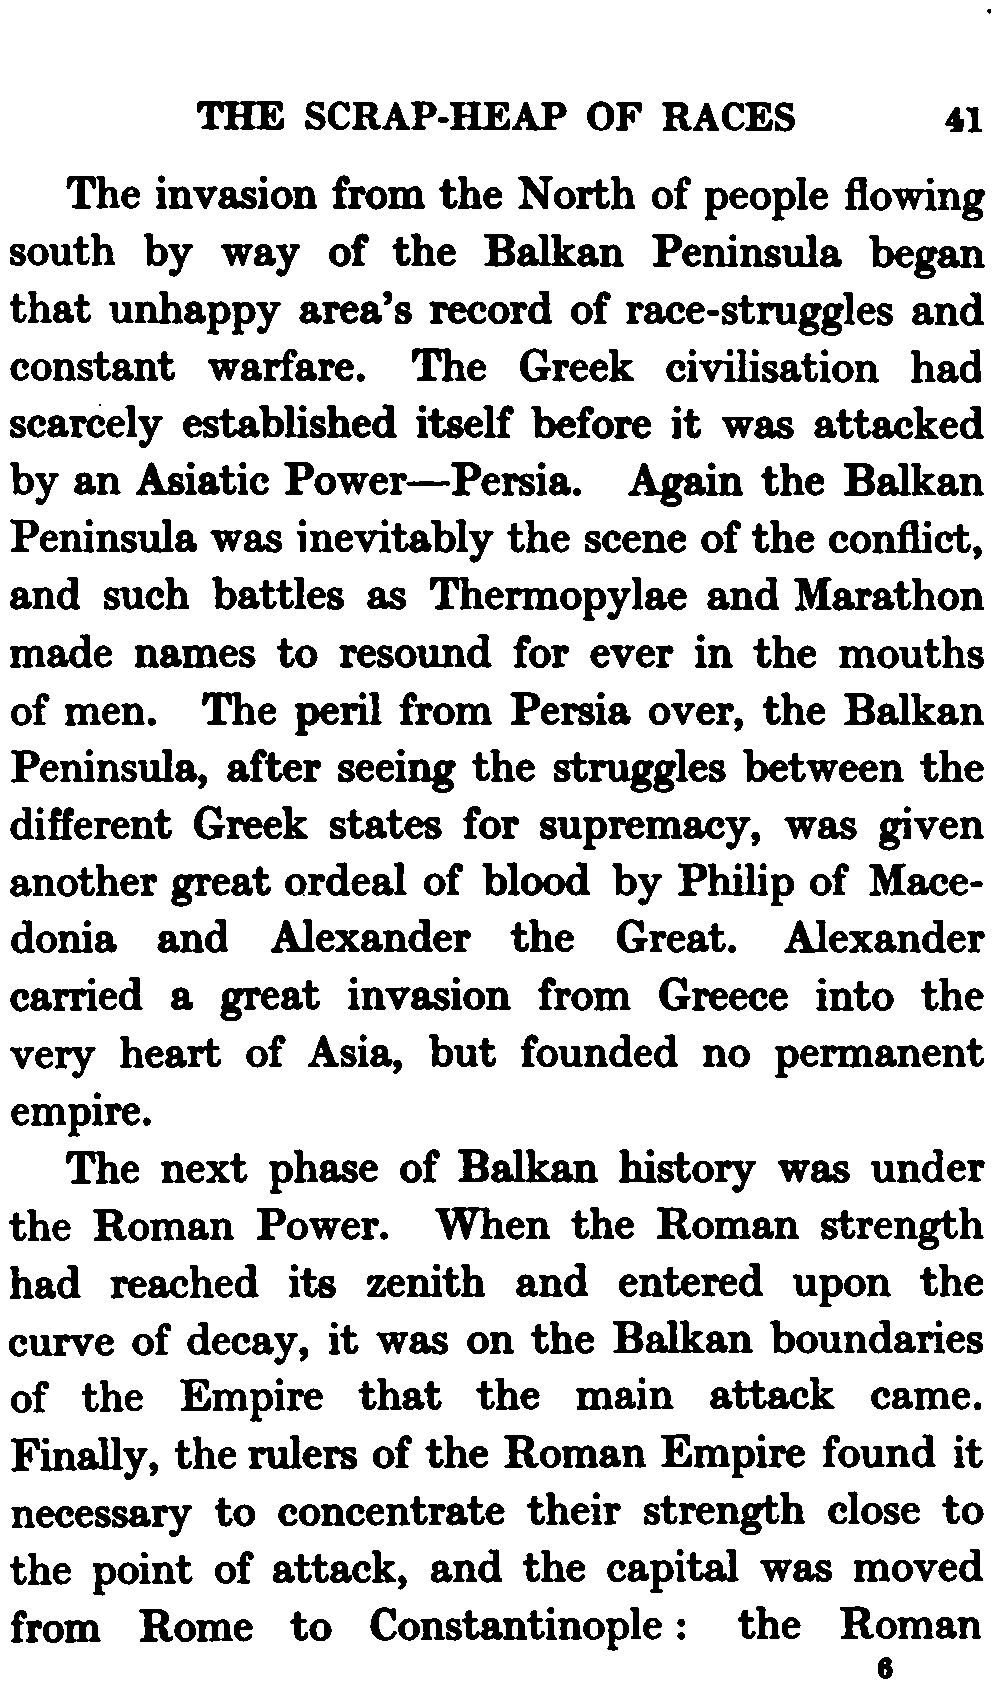 THE SCRAP-HEAP OF RACES 41
The invasion from the North of people flowing
south by way of the Balkan Peninsula began
that unhappy area's record of race-struggles and
constant warfare. The Greek civilisation had
scarcely established itself before it was attacked
by an Asiatic Power—Persia. Again the Balkan
Peninsula was inevitably the scene of the conflict,
and such battles as Thermopylae and Marathon
made names to resound for ever in the mouths
of men. The peril from Persia over, the Balkan
Peninsula, after seeing the struggles between the
different Greek states for supremacy, was given
another great ordeal of blood by Philip of Mace-
donia and Alexander the Great. Alexander
carried a great invasion from Greece into the
very heart of Asia, but founded no permanent
empire.
The next phase of Balkan history was under
the Roman Power. When the Roman strength
had reached its zenith and entered upon the
curve of decay, it was on the Balkan boundaries
of the Empire that the main attack came.
Finally, the rulers of the Roman Empire found it
necessary to concentrate their strength close to
the point of attack, and the capital was moved
from Rome to Constantinople : the Roman
6